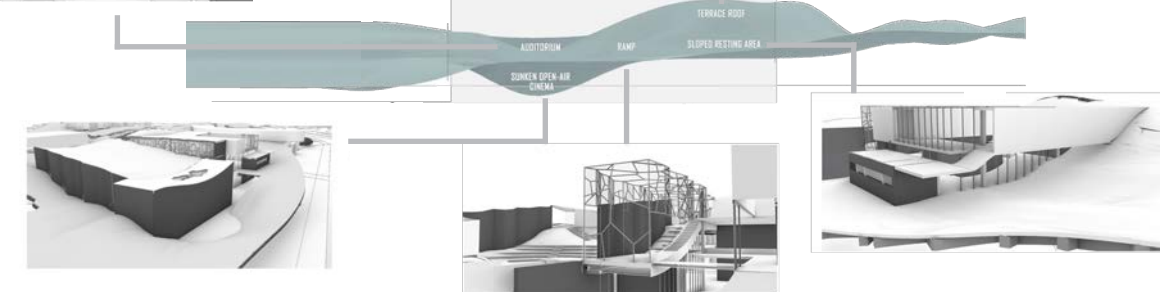 TERRACE ROOF
AUDITORIUM
RAMP
SLOPED RESTING AREA
SUNKEN OPEN-AIR
CINEMA